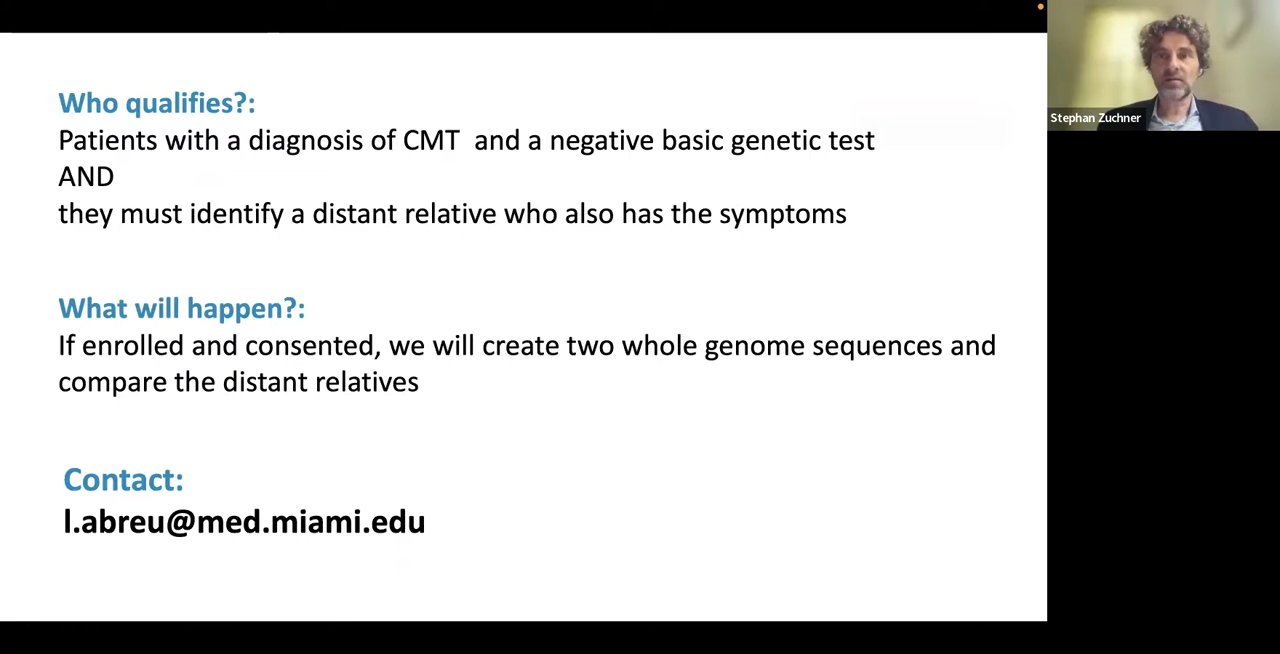 Who qualifies?:
Patients with a diagnosis of CMT  and a negative basic genetic test
AND
they must identify a distant relative who also has the symptoms
What will happen?:
If enrolled and consented, we will create two whole genome sequences and
compare the distant relatives
Contact:
l.abreu@med.miami.edu
Stephan Zuchner